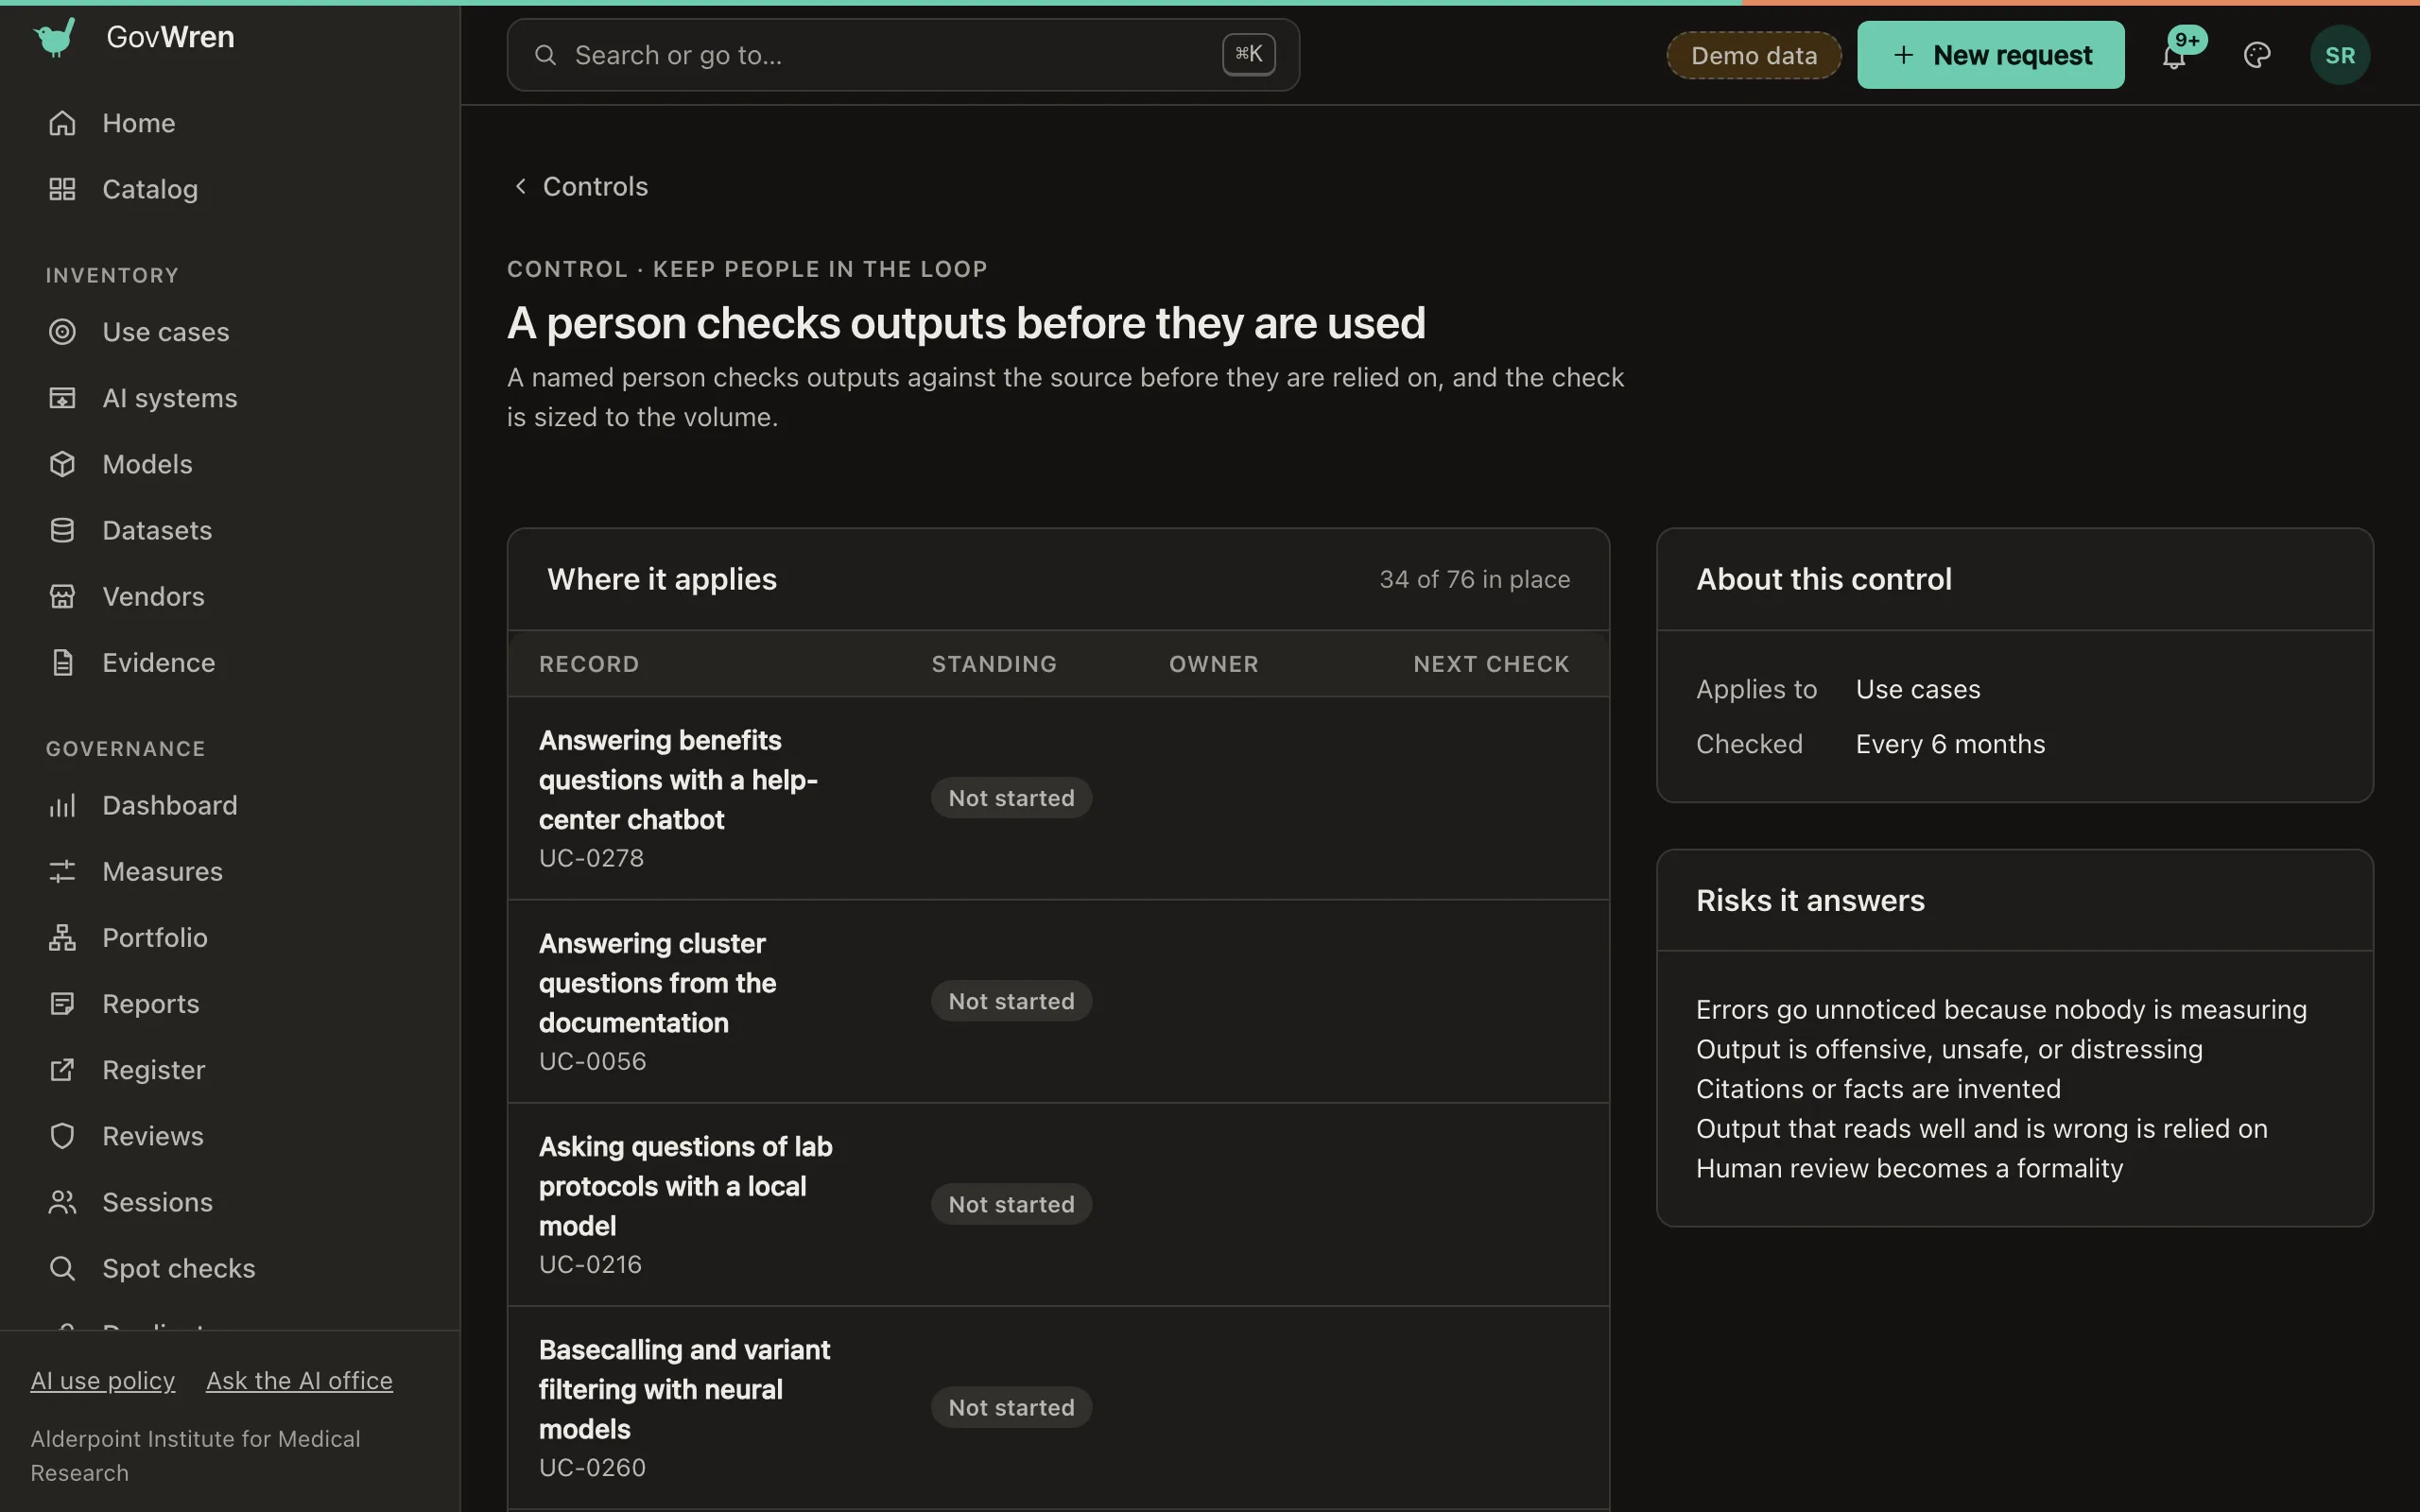 GovWren
Search or go to...
⌘K
Demo data
+ New request
9+
SR
Home
Catalog
INVENTORY
Use cases
AI systems
Models
Datasets
Vendors
Evidence
GOVERNANCE
Dashboard
Measures
Portfolio
Reports
Register
Reviews
Sessions
Spot checks
AI use policy
Ask the AI office
Alderpoint Institute for Medical
Research
Controls
CONTROL · KEEP PEOPLE IN THE LOOP
A person checks outputs before they are used
A named person checks outputs against the source before they are relied on, and the check
is sized to the volume.
Where it applies
34 of 76 in place
RECORD STANDING OWNER NEXT CHECK
Answering benefits
questions with a help-
center chatbot
UC-0278
Not started
Answering cluster
questions from the
documentation
UC-0056
Not started
Asking questions of lab
protocols with a local
model
UC-0216
Not started
Basecalling and variant
filtering with neural
models
UC-0260
Not started
About this control
Applies to Use cases
Checked Every 6 months
Risks it answers
Errors go unnoticed because nobody is measuring
Output is offensive, unsafe, or distressing
Citations or facts are invented
Output that reads well and is wrong is relied on
Human review becomes a formality